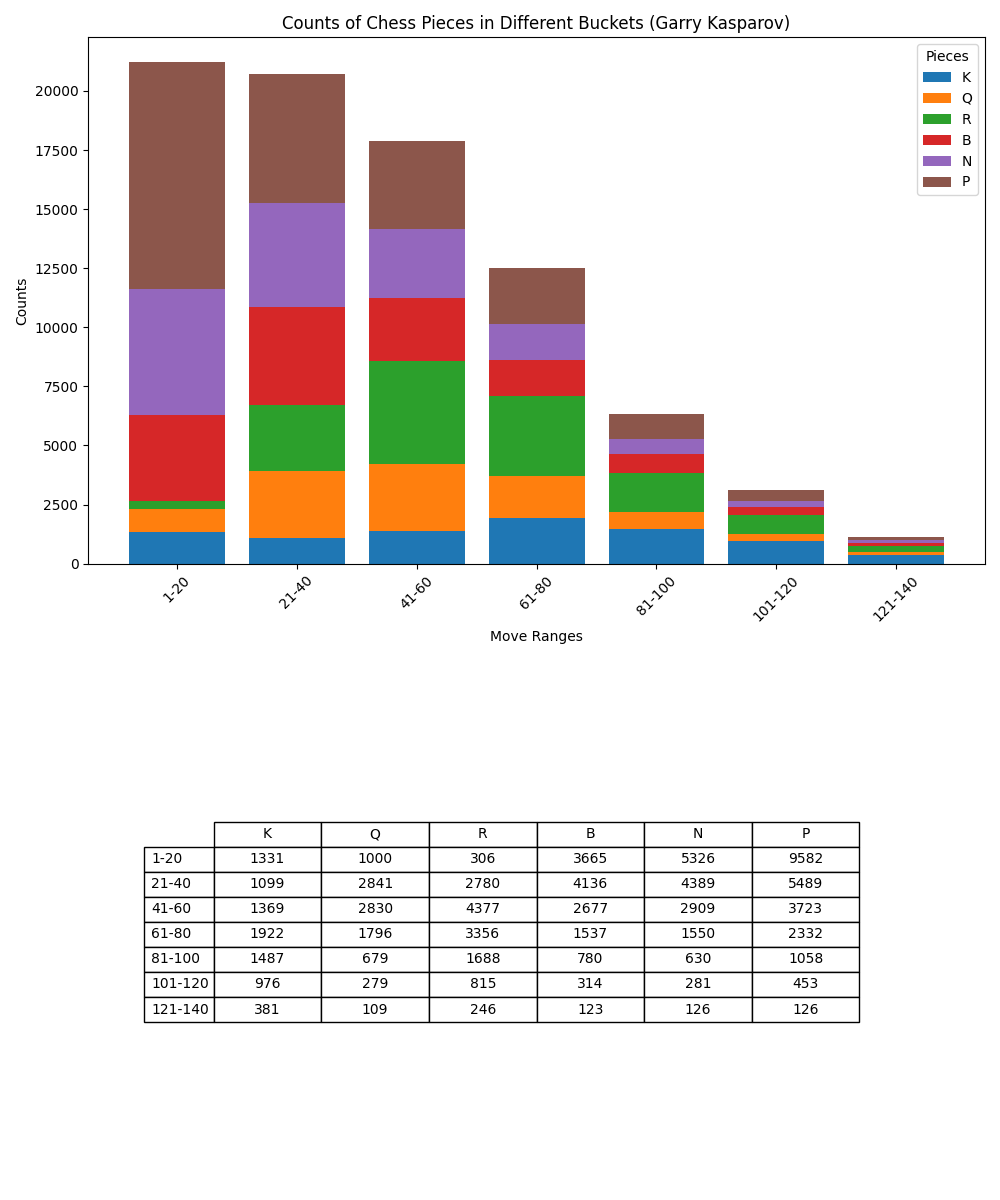 Counts of Chess Pieces in Different Buckets (Garry Kasparov)
Pieces
K
Q
R
B
N
P
Counts
20000
17500
15000
12500
10000
7500
5000
2500
0
1-20
21-40
41-60
61-80
81-100
101-120
121-140
Move Ranges
K Q R B N P
1-20 1331 1000 306 3665 5326 9582
21-40 1099 2841 2780 4136 4389 5489
41-60 1369 2830 4377 2677 2909 3723
61-80 1922 1796 3356 1537 1550 2332
81-100 1487 679 1688 780 630 1058
101-120 976 279 815 314 281 453
121-140 381 109 246 123 126 126